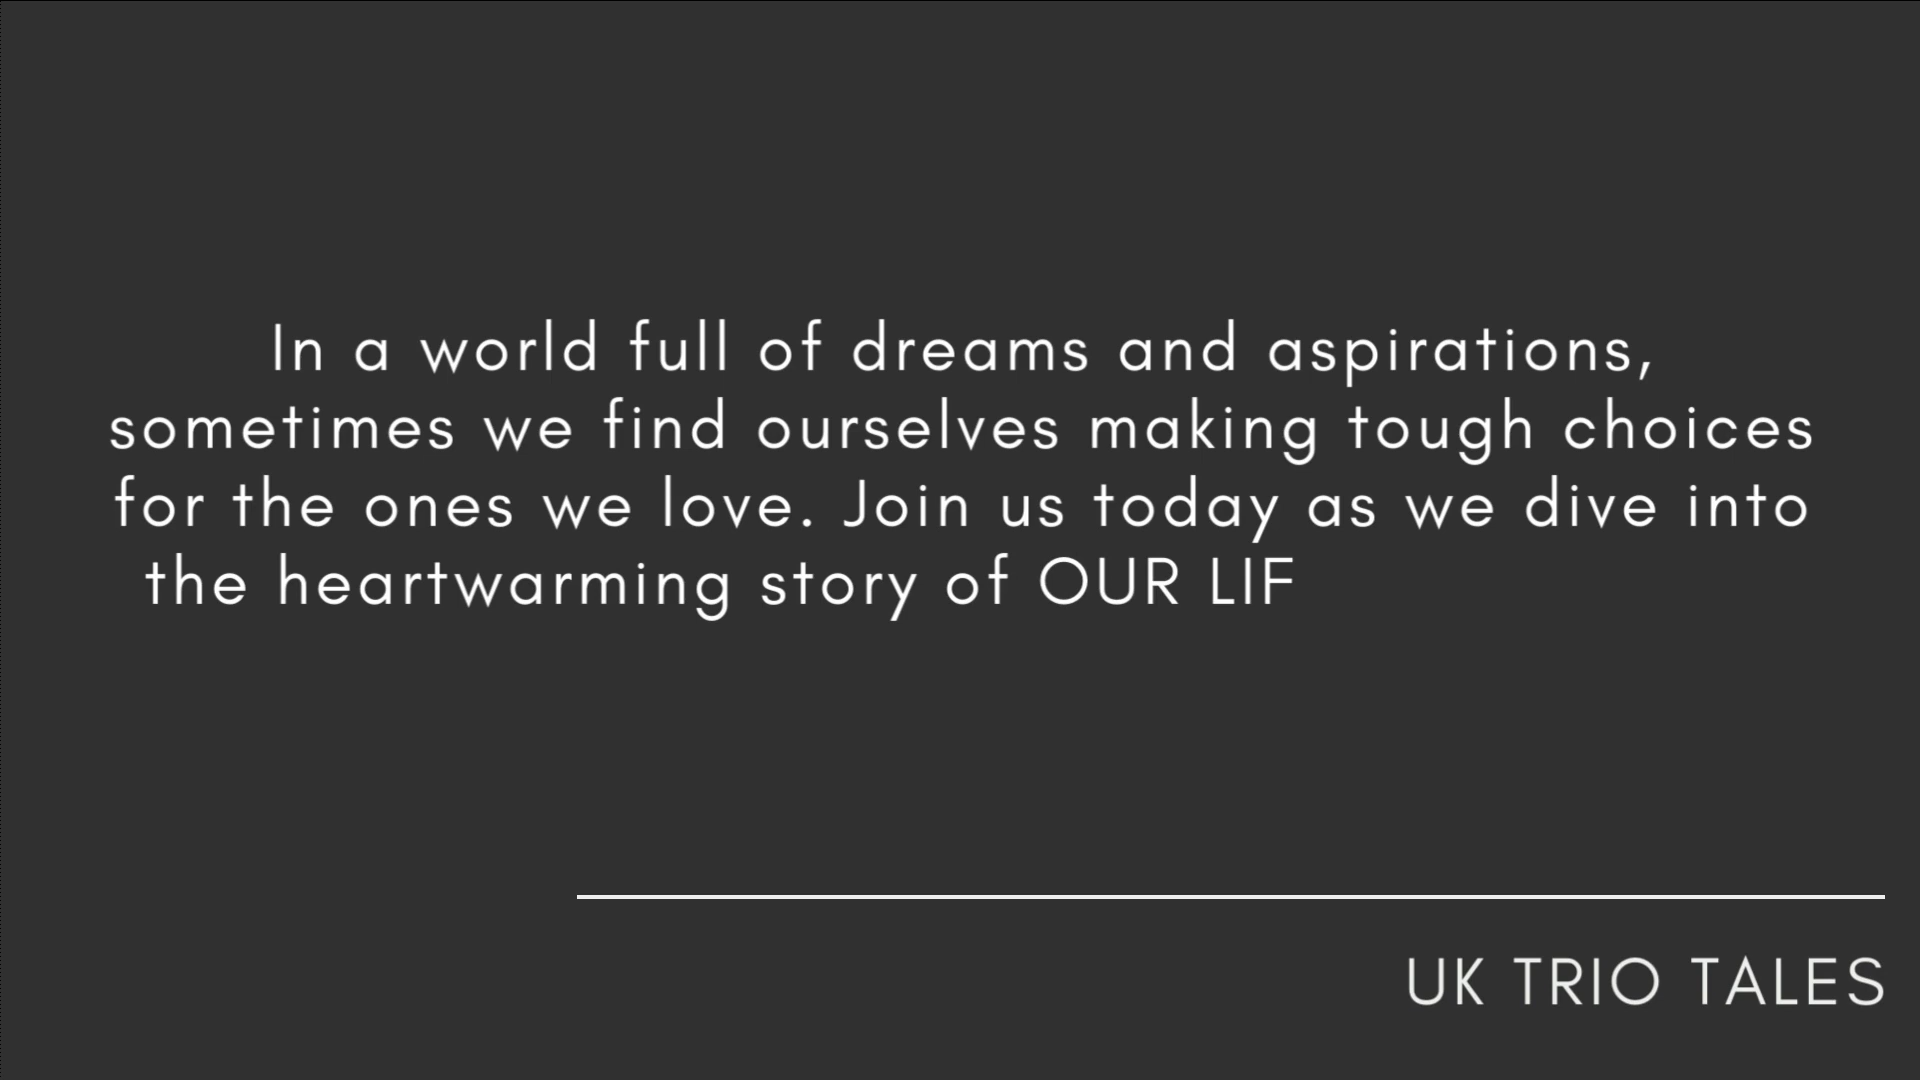 In a world full of dreams and aspirations,
sometimes we find ourselves making tough choices
for the ones we love. Join us today as we dive into
the heartwarming story of OUR LIF
UK TRIO TALES